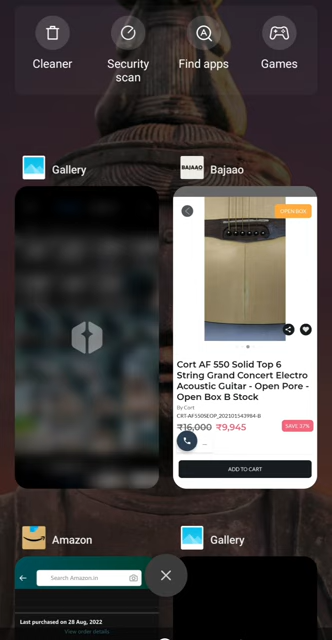 Cleaner
Security scan
Find apps
Games
Gallery
BAJAAO
Bajaao
OPEN BOX
Cort AF 550 Solid Top 6
String Grand Concert Electro
Acoustic Guitar - Open Pore -
Open Box B Stock
By Cort
CRT-AF550SEOP_202101543984-B
₹16,000 ₹9,945
SAVE 37%
...
ADD TO CART
Amazon
Gallery
Search Amazon.in
Last purchased on 28 Aug, 2022
View order details